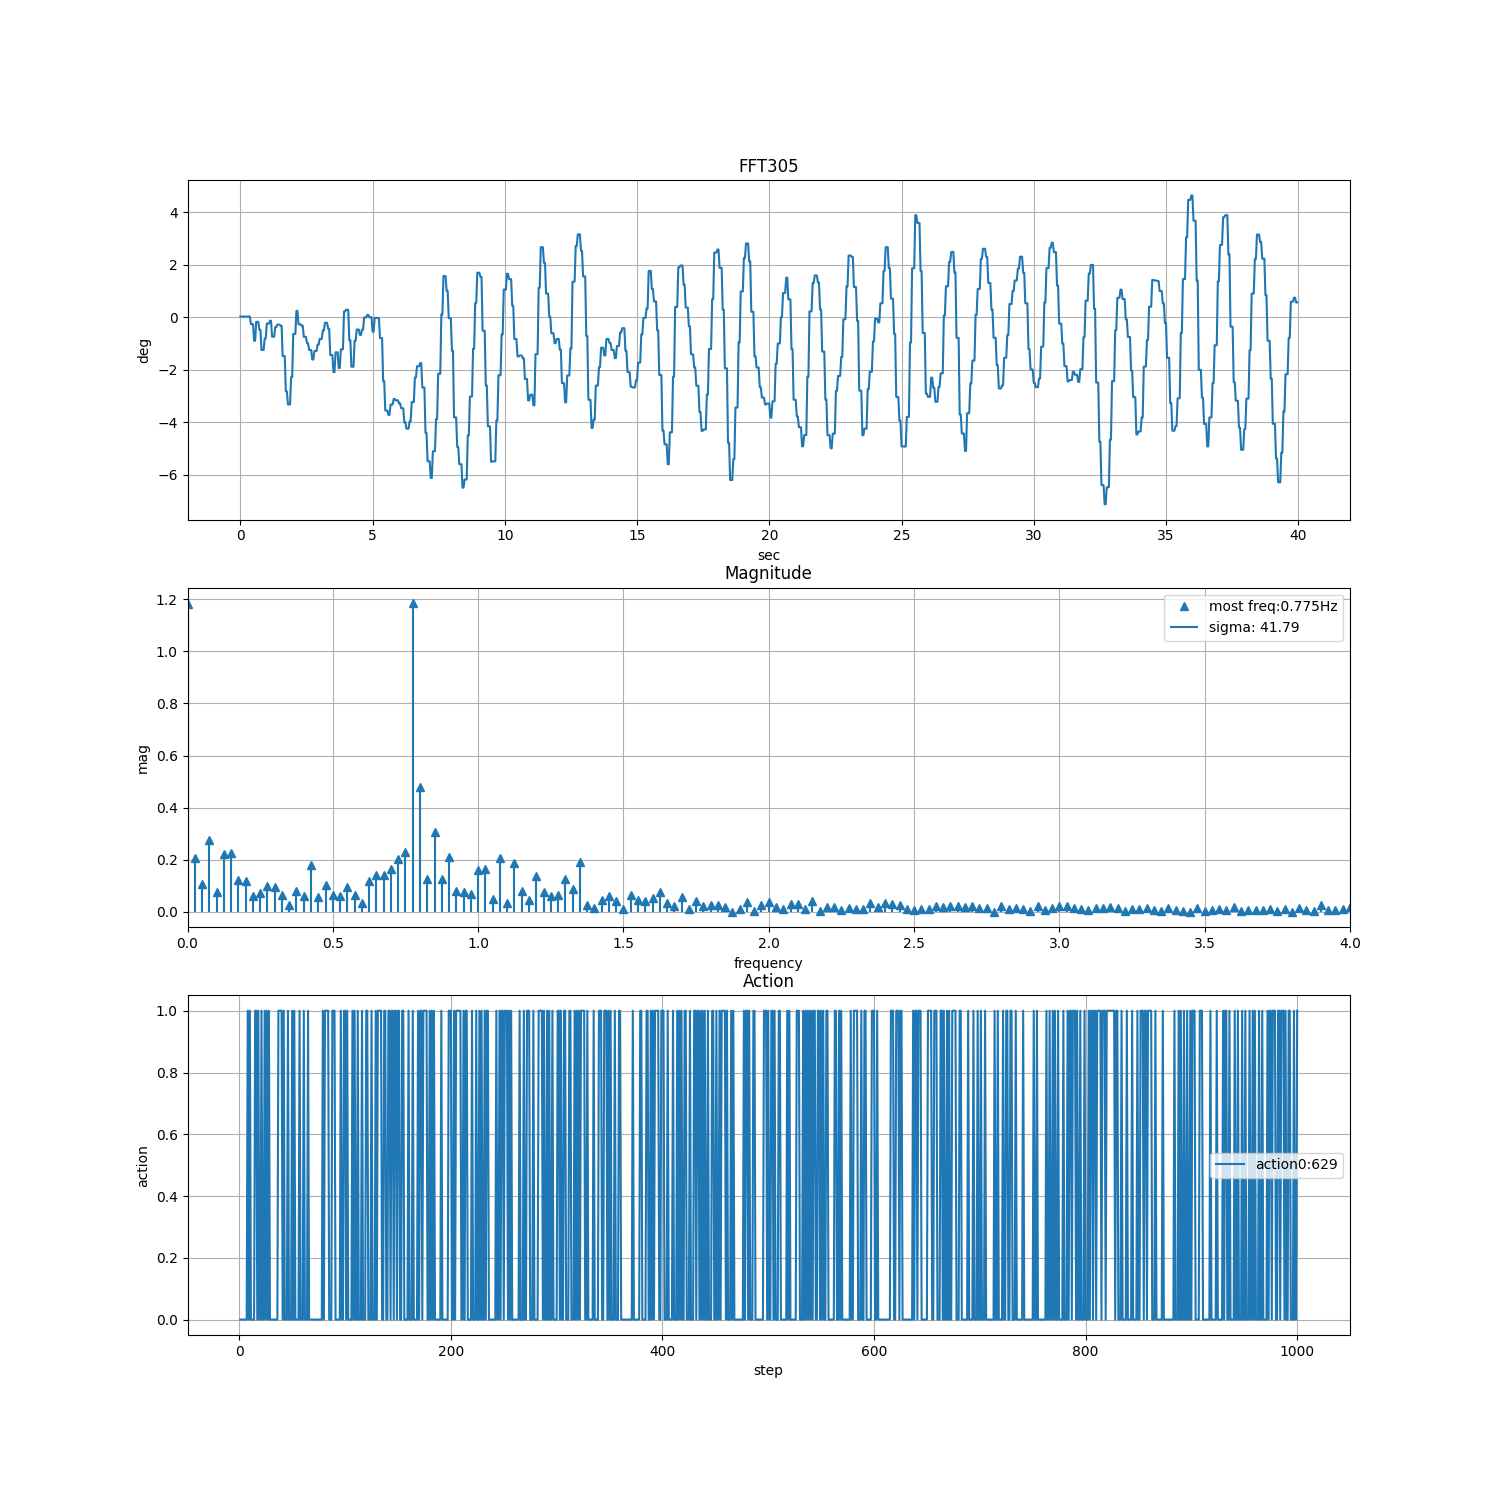 FFT305
4
2
0
−2
−4
−6
deg
0 5 10 15 20 25 30 35 40
sec
Magnitude
1.2
1.0
0.8
0.6
0.4
0.2
0.0
mag
most freq:0.775Hz
sigma: 41.79
0.0 0.5 1.0 1.5 2.0 2.5 3.0 3.5 4.0
frequency
Action
1.0
0.8
0.6
0.4
0.2
0.0
action
action0:629
0 200 400 600 800 1000
step